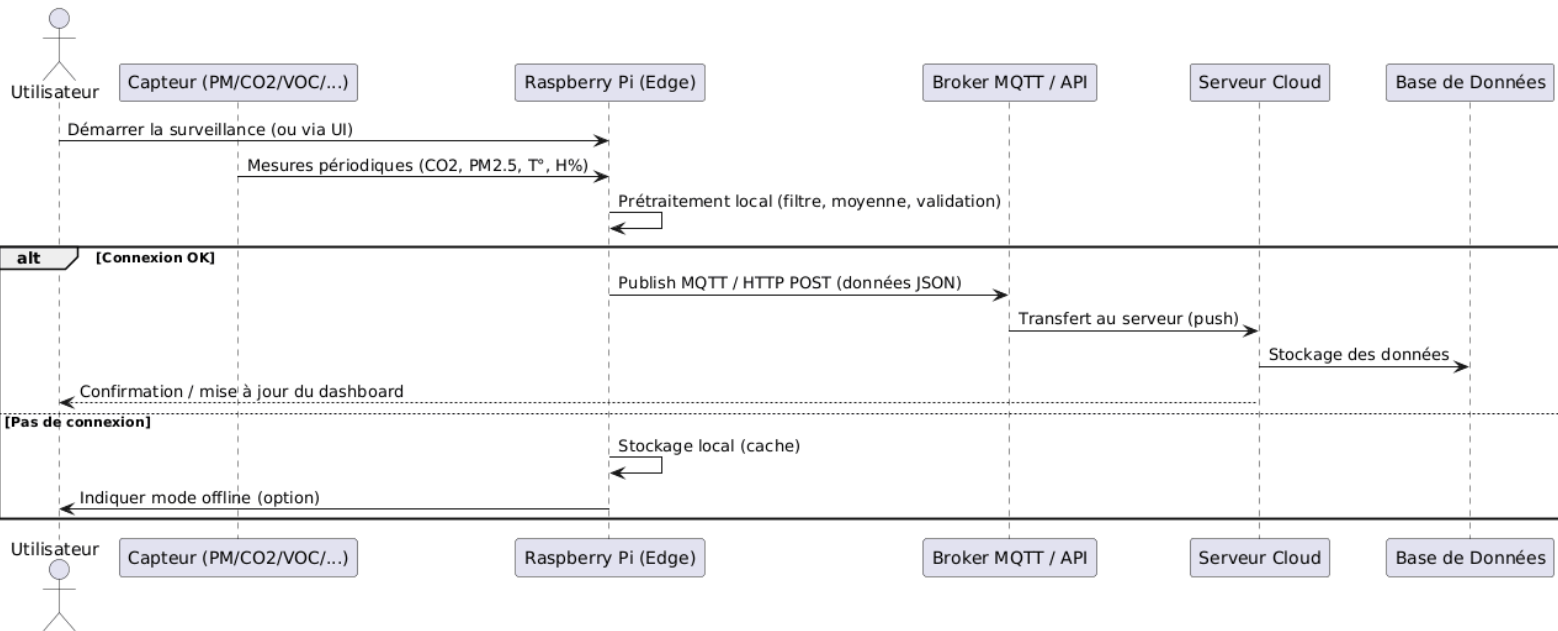 Utilisateur
Capteur (PM/CO2/VOC/...)
Raspberry Pi (Edge)
Broker MQTT / API
Serveur Cloud
Base de Données
Démarrer la surveillance (ou via UI)
Mesures périodiques (CO2, PM2.5, T°, H%)
Prétraitement local (filtre, moyenne, validation)
alt
[Connexion OK]
Publish MQTT / HTTP POST (données JSON)
Transfert au serveur (push)
Stockage des données
Confirmation / mise à jour du dashboard
[Pas de connexion]
Stockage local (cache)
Indiquer mode offline (option)
Utilisateur
Capteur (PM/CO2/VOC/...)
Raspberry Pi (Edge)
Broker MQTT / API
Serveur Cloud
Base de Données